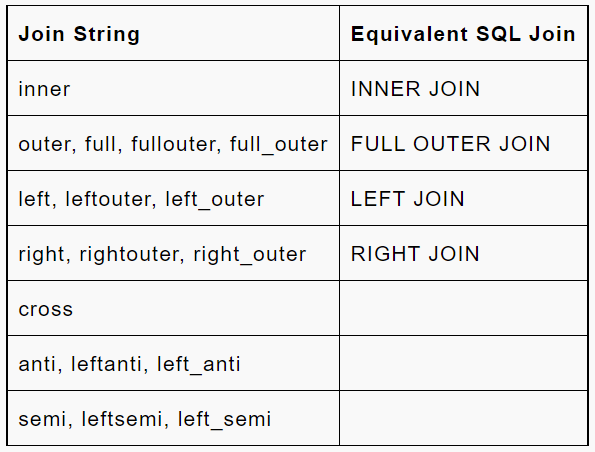 Join String Equivalent SQL Join
inner INNER JOIN
outer, full, fullouter, full_outer FULL OUTER JOIN
left, leftouter, left_outer LEFT JOIN
right, rightouter, right_outer RIGHT JOIN
cross
anti, leftanti, left_anti
semi, leftsemi, left_semi